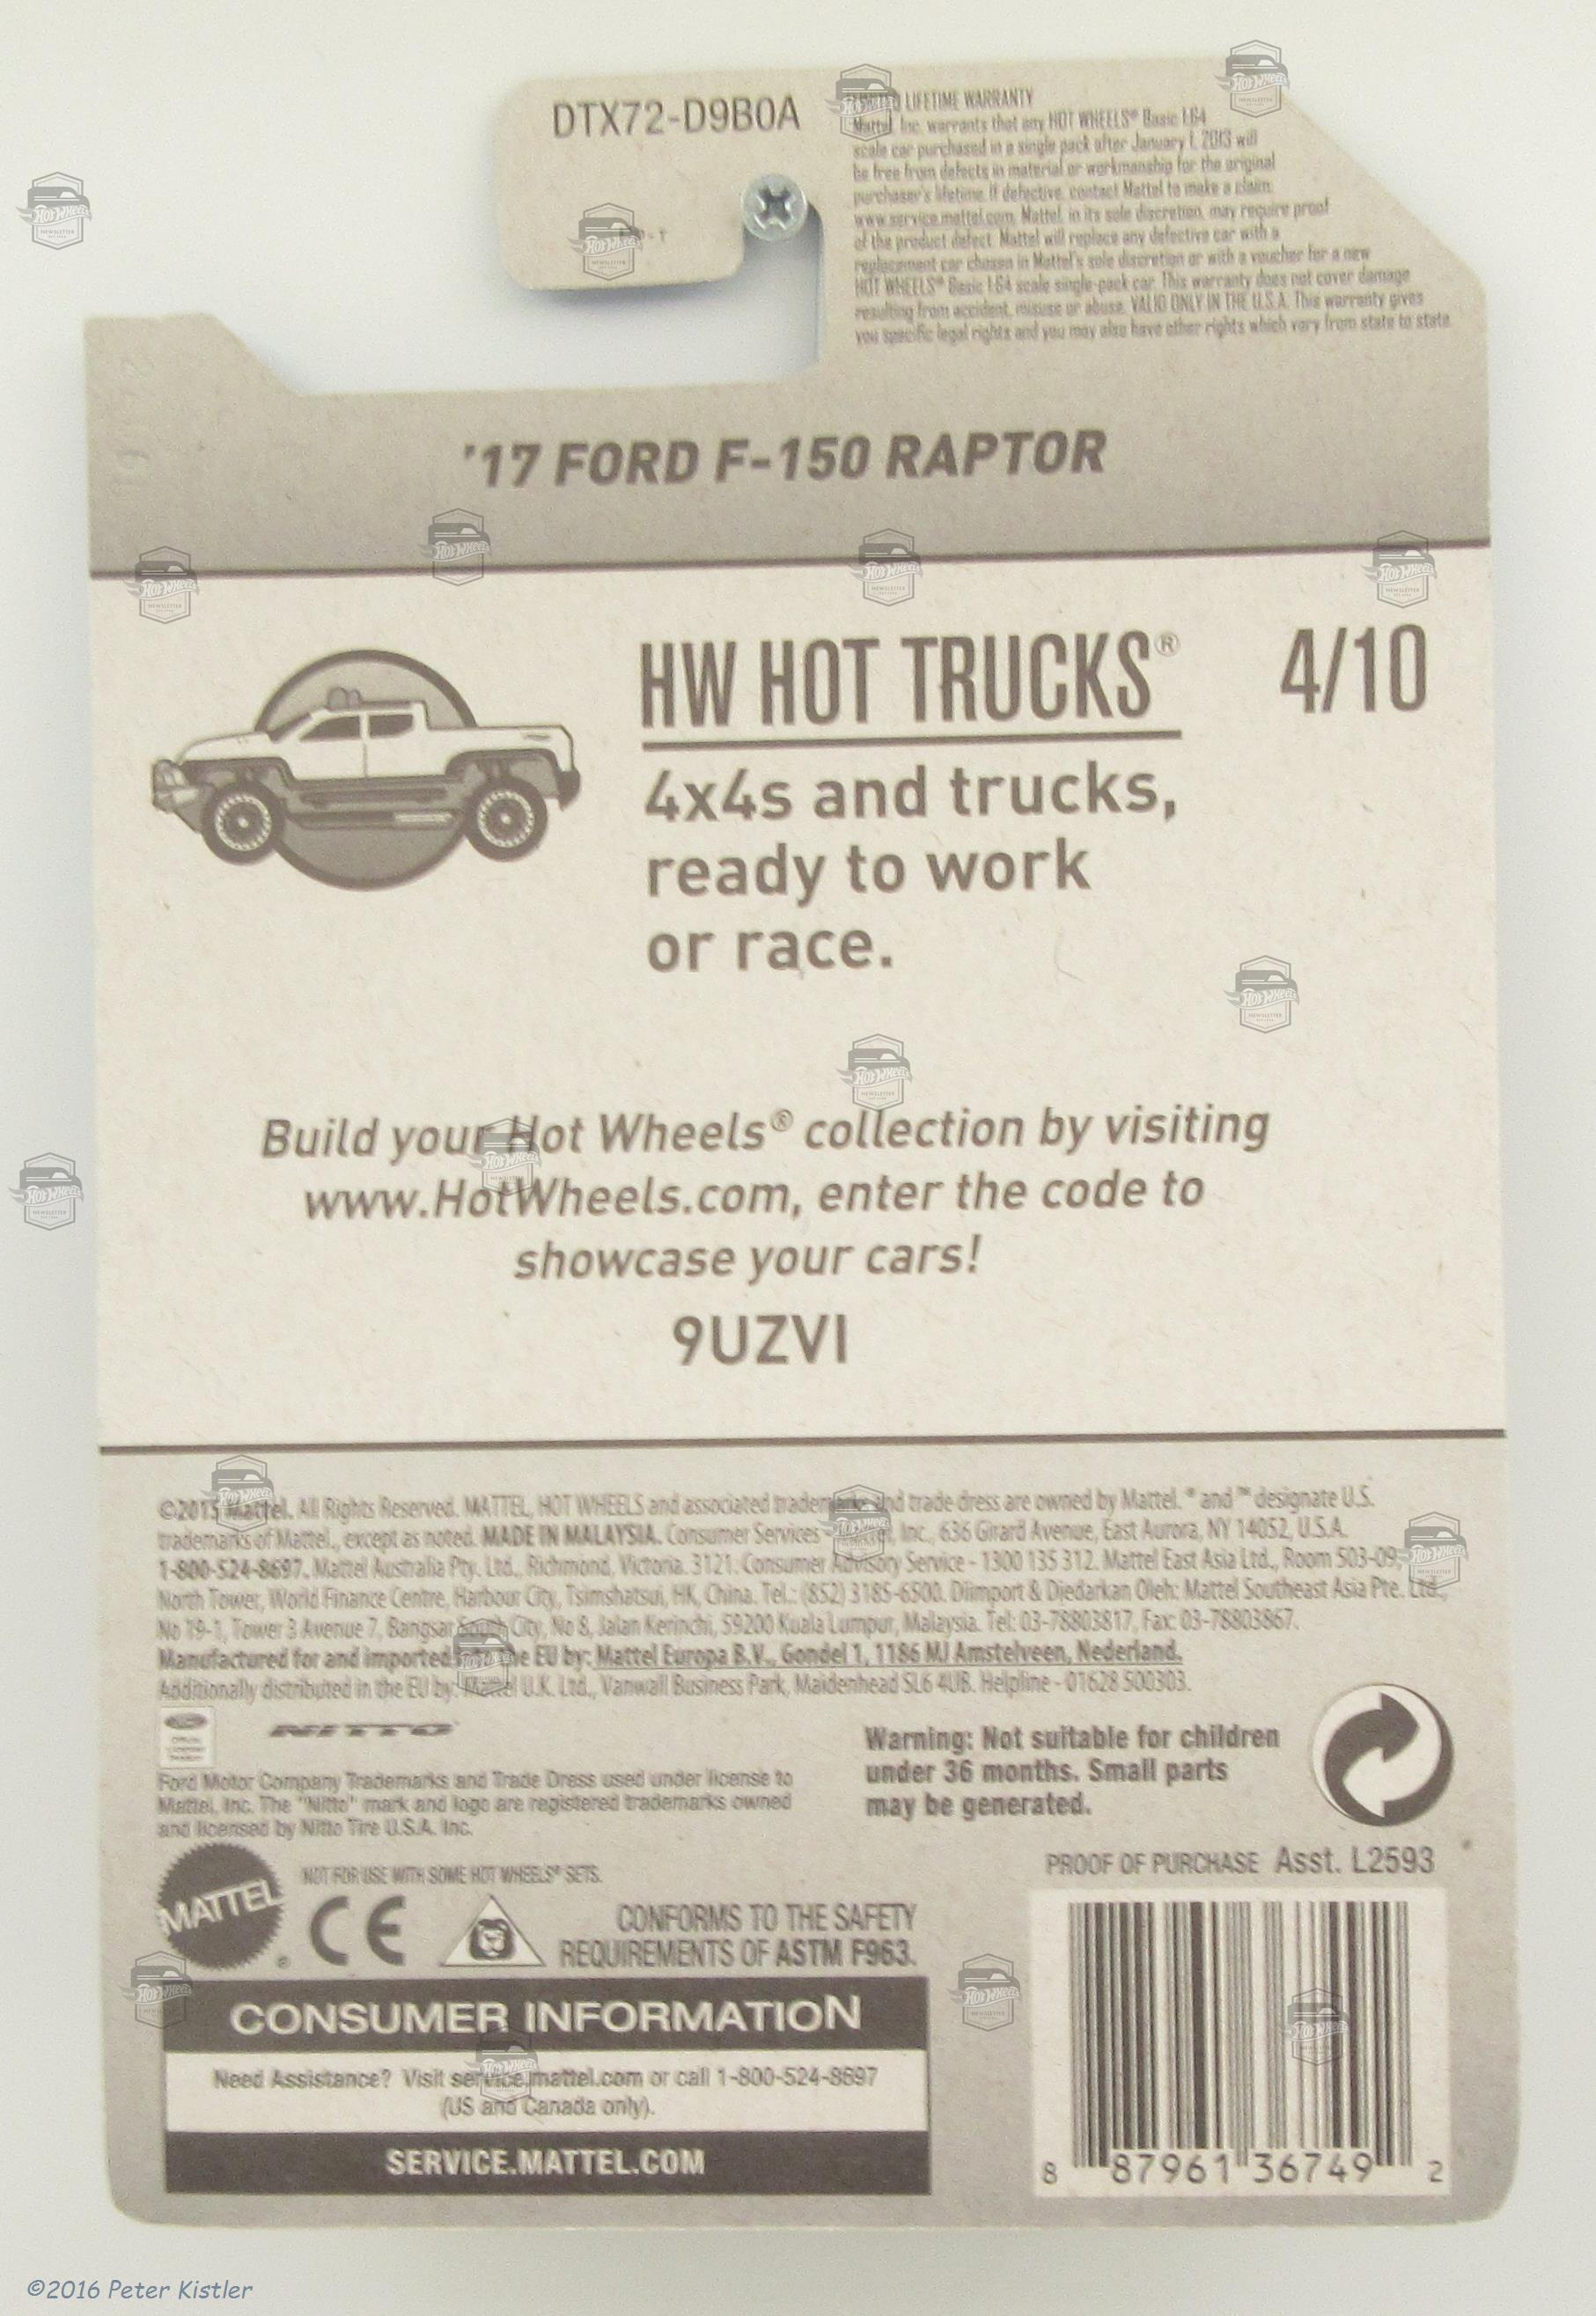 DTX72-D9B0A
LIFETIME WARRANTY
Mattel, Inc. warrants that any HOT WHEELS® Basic 1:64
scale car purchased in a single pack after January 1, 2013 will
be free from defects in material or workmanship for the original
purchaser's lifetime. If defective, contact Mattel to make a claim:
www.service.mattel.com. Mattel, in its sole discretion, may require proof
of the product defect. Mattel will replace any defective car with a
replacement car chosen in Mattel's sole discretion or with a voucher for a new
HOT WHEELS® Basic 1:64 scale single-pack car. This warranty does not cover damage
resulting from accident, misuse or abuse. VALID ONLY IN THE U.S.A. This warranty gives
you specific legal rights and you may also have other rights which vary from state to state.
'17 FORD F-150 RAPTOR
HW HOT TRUCKS® 4/10
4x4s and trucks,
ready to work
or race.
Build your Hot Wheels® collection by visiting
www.HotWheels.com, enter the code to
showcase your cars!
9UZVI
©2015 Mattel. All Rights Reserved. MATTEL, HOT WHEELS and associated trademarks and trade dress are owned by Mattel. ® and ™ designate U.S.
trademarks of Mattel., except as noted. MADE IN MALAYSIA. Consumer Services Inc., 636 Girard Avenue, East Aurora, NY 14052, U.S.A.
1-800-524-8697. Mattel Australia Pty. Ltd., Richmond, Victoria. 3121. Consumer Advisory Service - 1300 135 312. Mattel East Asia Ltd., Room 503-09,
North Tower, World Finance Centre, Harbour City, Tsimshatsui, HK, China. Tel.: (852) 3185-6500. Diimport & Diedarkan Oleh: Mattel Southeast Asia Pte. Ltd.,
No 19-1, Tower 3 Avenue 7, Bangsar South City, No 8, Jalan Kerinchi, 59200 Kuala Lumpur, Malaysia. Tel: 03-78803817, Fax: 03-78803867.
Manufactured for and imported into the EU by: Mattel Europa B.V., Gondel 1, 1186 MJ Amstelveen, Nederland.
Additionally distributed in the EU by: Mattel U.K. Ltd., Vanwall Business Park, Maidenhead SL6 4UB. Helpline - 01628 500303.
NITTO
Ford Motor Company Trademarks and Trade Dress used under license to
Mattel, Inc. The "Nitto" mark and logo are registered trademarks owned
and licensed by Nitto Tire U.S.A. Inc.
Warning: Not suitable for children
under 36 months. Small parts
may be generated.
PROOF OF PURCHASE Asst. L2593
MATTEL
NOT FOR USE WITH SOME HOT WHEELS® SETS.
CE
CONFORMS TO THE SAFETY
REQUIREMENTS OF ASTM F963.
CONSUMER INFORMATION
Need Assistance? Visit service.mattel.com or call 1-800-524-8697
(US and Canada only).
SERVICE.MATTEL.COM
8 87961 36749 2
©2016 Peter Kistler